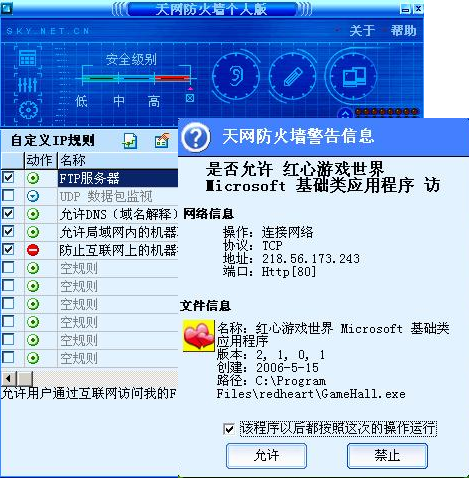 天网防火墙个人版
SKY.NET.CN
关于 帮助
安全级别
低 中 高
自定义IP规则
动作 名称
FTP服务器
UDP 数据包监视
允许DNS（域名解释）
允许局域网内的机器
防止互联网上的机器
空规则
空规则
空规则
空规则
空规则
空规则
允许用户通过互联网访问我的F
天网防火墙警告信息
是否允许 红心游戏世界
Microsoft 基础类应用程序 访
网络信息
操作: 连接网络
协议: TCP
地址: 218.56.173.243
端口: Http[80]
文件信息
名称: 红心游戏世界 Microsoft 基础类
应用程序
版本: 2, 1, 0, 1
创建: 2006-5-15
路径: C:\Program
Files\redheart\GameHall.exe
该程序以后都按照这次的操作运行
允许 禁止